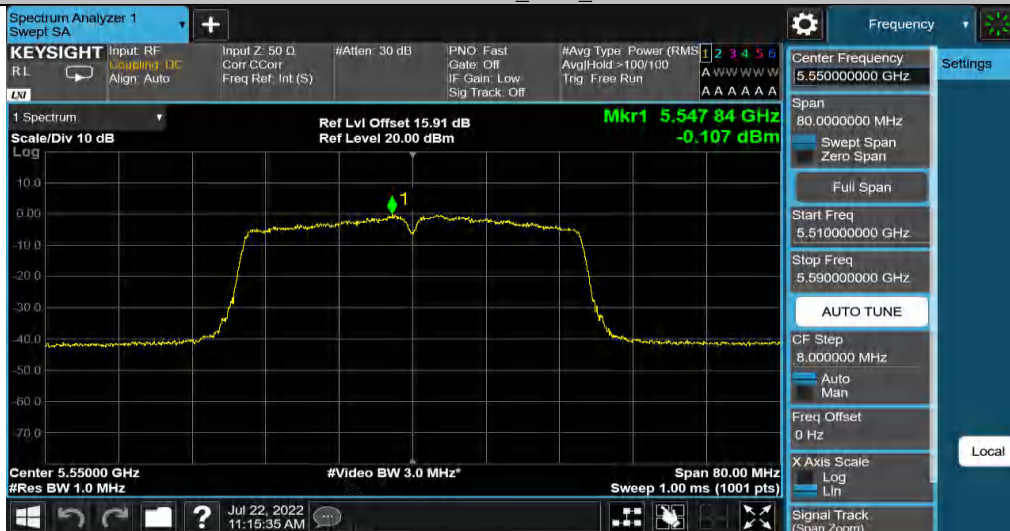 Spectrum Analyzer 1
Swept SA
+
Frequency
KEYSIGHT
RL
LXI
Input: RF
Coupling: DC
Align: Auto
Input Z: 50 Ω
Corr CCorr
Freq Ref: Int (S)
#Atten: 30 dB
PNO: Fast
Gate: Off
IF Gain: Low
Sig Track: Off
#Avg Type: Power (RMS
Avg|Hold:>100/100
Trig: Free Run
1 2 3 4 5 6
A W W W W W
A A A A A A
Center Frequency
5.550000000 GHz
Settings
Span
80.0000000 MHz
Swept Span
Zero Span
Full Span
Start Freq
5.510000000 GHz
Stop Freq
5.590000000 GHz
AUTO TUNE
CF Step
8.000000 MHz
Auto
Man
Freq Offset
0 Hz
X Axis Scale
Log
Lin
Local
Signal Track
(Span Zoom)
1 Spectrum
Scale/Div 10 dB
Ref Lvl Offset 15.91 dB
Ref Level 20.00 dBm
Mkr1 5.547 84 GHz
-0.107 dBm
Log
10.0
0.00
-10.0
-20.0
-30.0
-40.0
-50.0
-60.0
-70.0
1
Center 5.55000 GHz
#Res BW 1.0 MHz
#Video BW 3.0 MHz*
Span 80.00 MHz
Sweep 1.00 ms (1001 pts)
?
Jul 22, 2022
11:15:35 AM